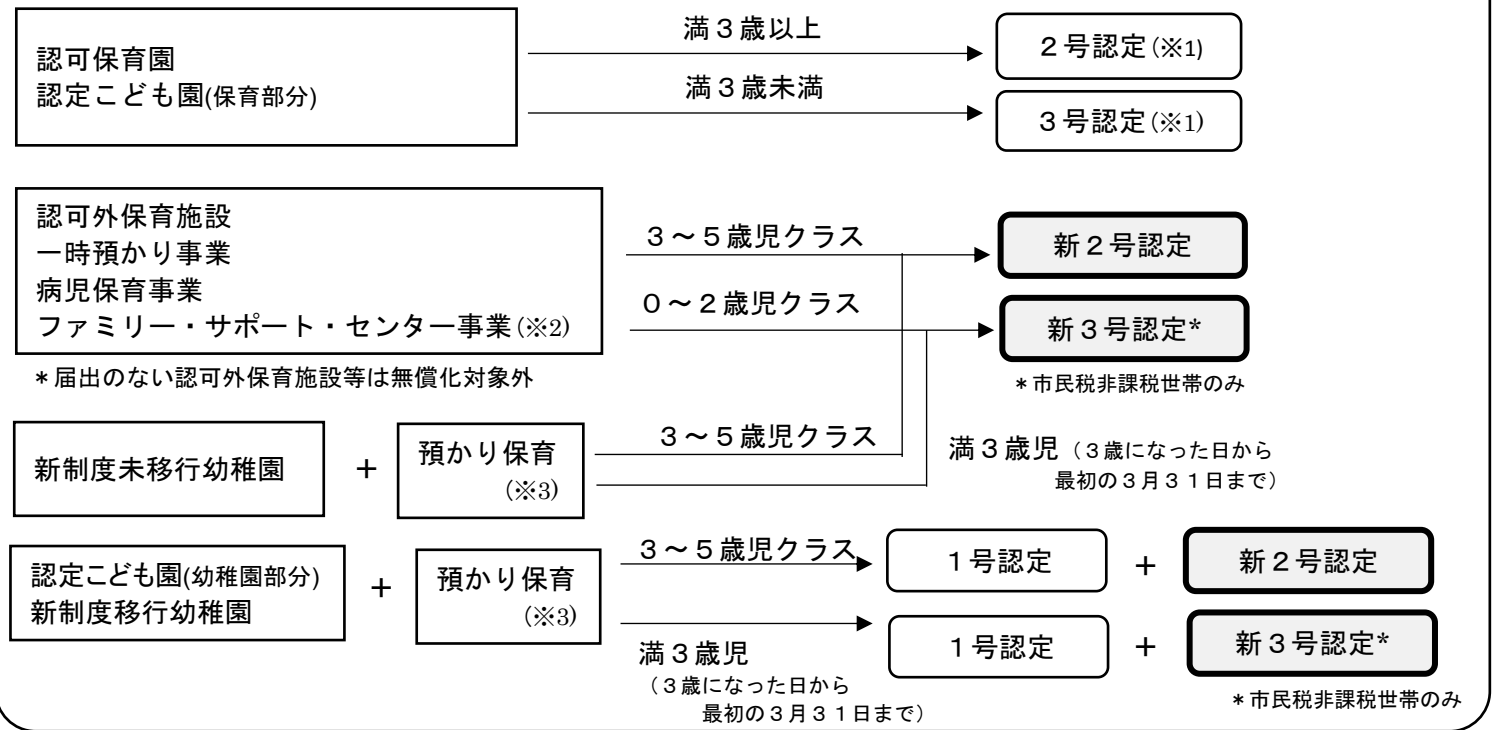 認可保育園
認定こども園(保育部分)
満３歳以上
２号認定(※1)
満３歳未満
３号認定(※1)
認可外保育施設
一時預かり事業
病児保育事業
ファミリー・サポート・センター事業(※2)
３～５歳児クラス
新２号認定
０～２歳児クラス
新３号認定*
＊届出のない認可外保育施設等は無償化対象外
＊市民税非課税世帯のみ
新制度未移行幼稚園
+
預かり保育
(※3)
３～５歳児クラス
満３歳児（３歳になった日から
最初の３月３１日まで）
認定こども園(幼稚園部分)
新制度移行幼稚園
+
預かり保育
(※3)
３～５歳児クラス
１号認定
+
新２号認定
満３歳児
（３歳になった日から
最初の３月３１日まで）
１号認定
+
新３号認定*
＊市民税非課税世帯のみ